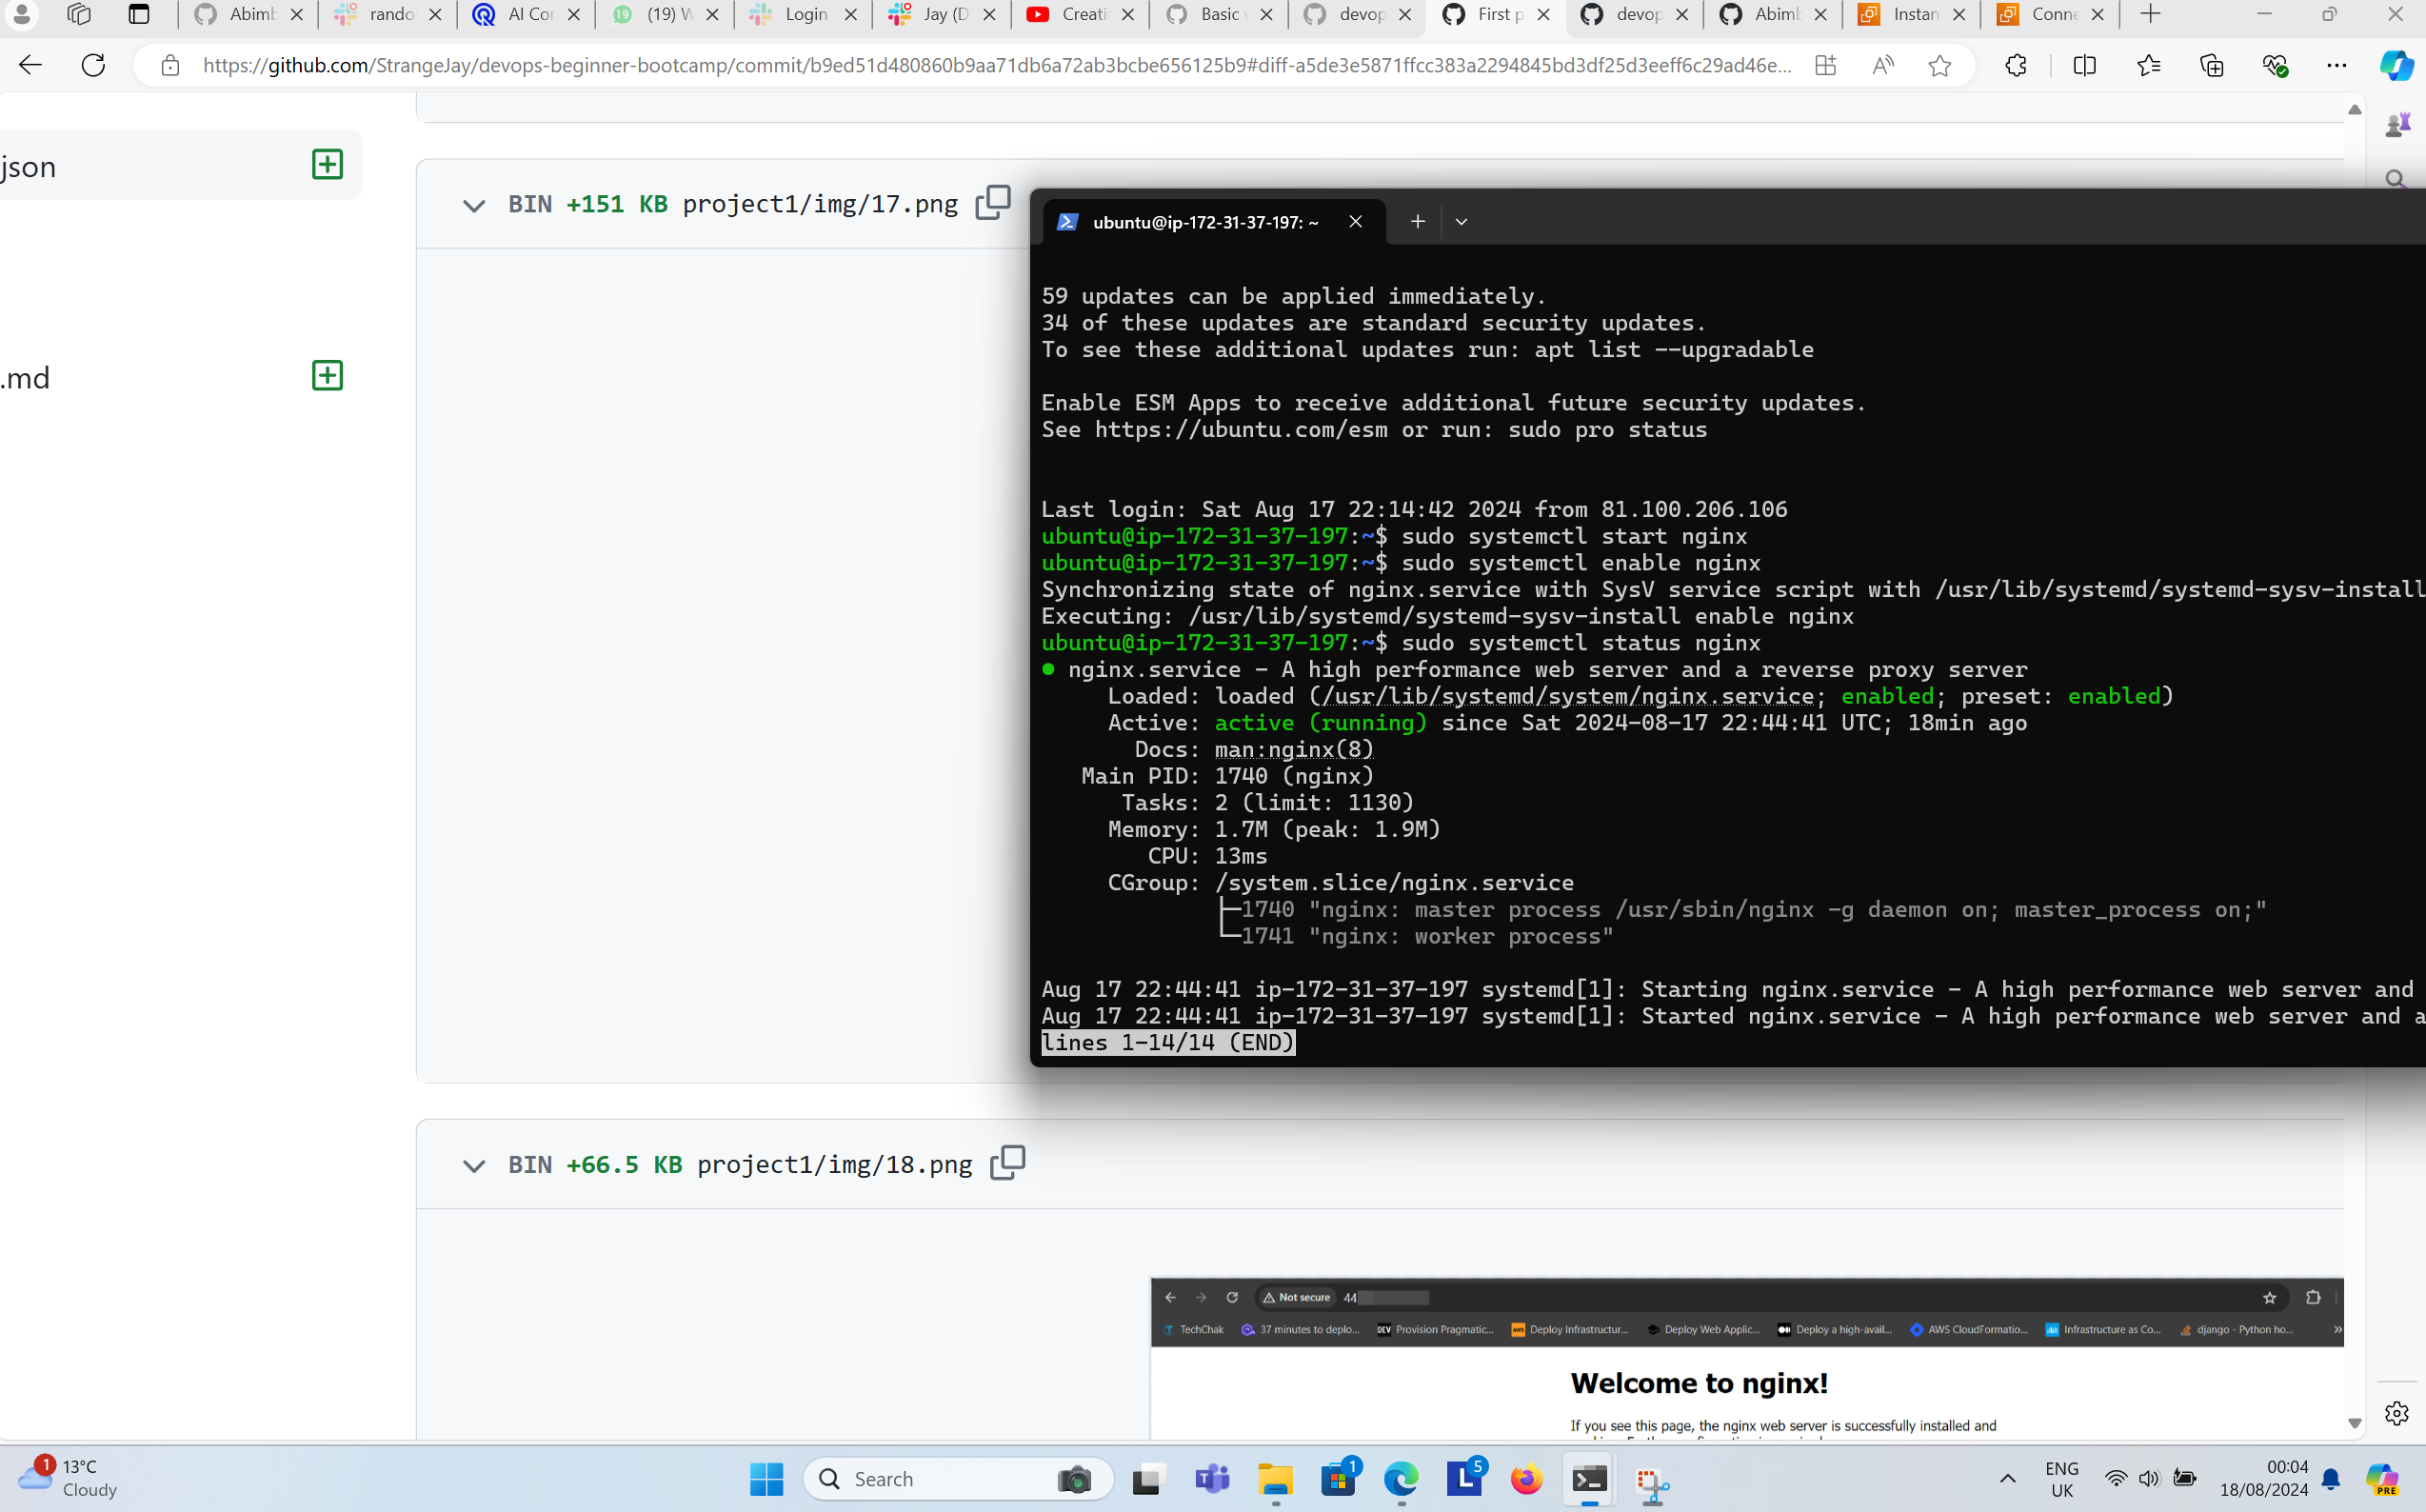 Abimb
rando
AI Cor
(19) W
Login
Jay (D
Creati
Basic
devop
First p
devop
Abimb
Instan
Conne
https://github.com/StrangeJay/devops-beginner-bootcamp/commit/b9ed51d480860b9aa71db6a72ab3bcbe656125b9#diff-a5de3e5871ffcc383a2294845bd3df25d3eeff6c29ad46e...
json
.md
BIN +151 KB project1/img/17.png
ubuntu@ip-172-31-37-197: ~
59 updates can be applied immediately.
34 of these updates are standard security updates.
To see these additional updates run: apt list --upgradable
Enable ESM Apps to receive additional future security updates.
See https://ubuntu.com/esm or run: sudo pro status
Last login: Sat Aug 17 22:14:42 2024 from 81.100.206.106
ubuntu@ip-172-31-37-197:~$ sudo systemctl start nginx
ubuntu@ip-172-31-37-197:~$ sudo systemctl enable nginx
Synchronizing state of nginx.service with SysV service script with /usr/lib/systemd/systemd-sysv-install
Executing: /usr/lib/systemd/systemd-sysv-install enable nginx
ubuntu@ip-172-31-37-197:~$ sudo systemctl status nginx
● nginx.service - A high performance web server and a reverse proxy server
Loaded: loaded (/usr/lib/systemd/system/nginx.service; enabled; preset: enabled)
Active: active (running) since Sat 2024-08-17 22:44:41 UTC; 18min ago
Docs: man:nginx(8)
Main PID: 1740 (nginx)
Tasks: 2 (limit: 1130)
Memory: 1.7M (peak: 1.9M)
CPU: 13ms
CGroup: /system.slice/nginx.service
├─1740 "nginx: master process /usr/sbin/nginx -g daemon on; master_process on;"
└─1741 "nginx: worker process"
Aug 17 22:44:41 ip-172-31-37-197 systemd[1]: Starting nginx.service - A high performance web server and
Aug 17 22:44:41 ip-172-31-37-197 systemd[1]: Started nginx.service - A high performance web server and a
lines 1-14/14 (END)
BIN +66.5 KB project1/img/18.png
Not secure 44
TechChak
37 minutes to deplo...
DEV Provision Pragmatic...
Deploy Infrastructur...
Deploy Web Applic...
Deploy a high-avail...
AWS CloudFormatio...
Infrastructure as Co...
django - Python ho...
Welcome to nginx!
If you see this page, the nginx web server is successfully installed and
1
13°C
Cloudy
Search
1
5
ENG
UK
00:04
18/08/2024
PRE